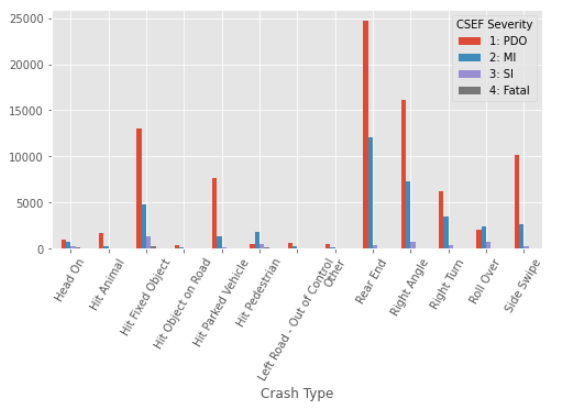 25000
20000
15000
10000
5000
0
CSEF Severity
1: PDO
2: MI
3: SI
4: Fatal
Head On
Hit Animal
Hit Fixed Object
Hit Object on Road
Hit Parked Vehicle
Hit Pedestrian
Left Road - Out of Control
Other
Rear End
Right Angle
Right Turn
Roll Over
Side Swipe
Crash Type